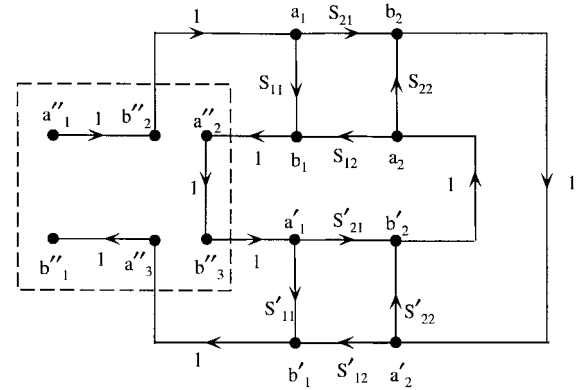 1 a₁ S₂₁ b₂
S₁₁ S₂₂
a″₁ 1 b″₂ a″₂ 1 b₁ S₁₂ a₂
1 1 1
a′₁ S′₂₁ b′₂
b″₁ 1 a″₃ b″₃ 1
S′₁₁ S′₂₂
1 b′₁ S′₁₂ a′₂